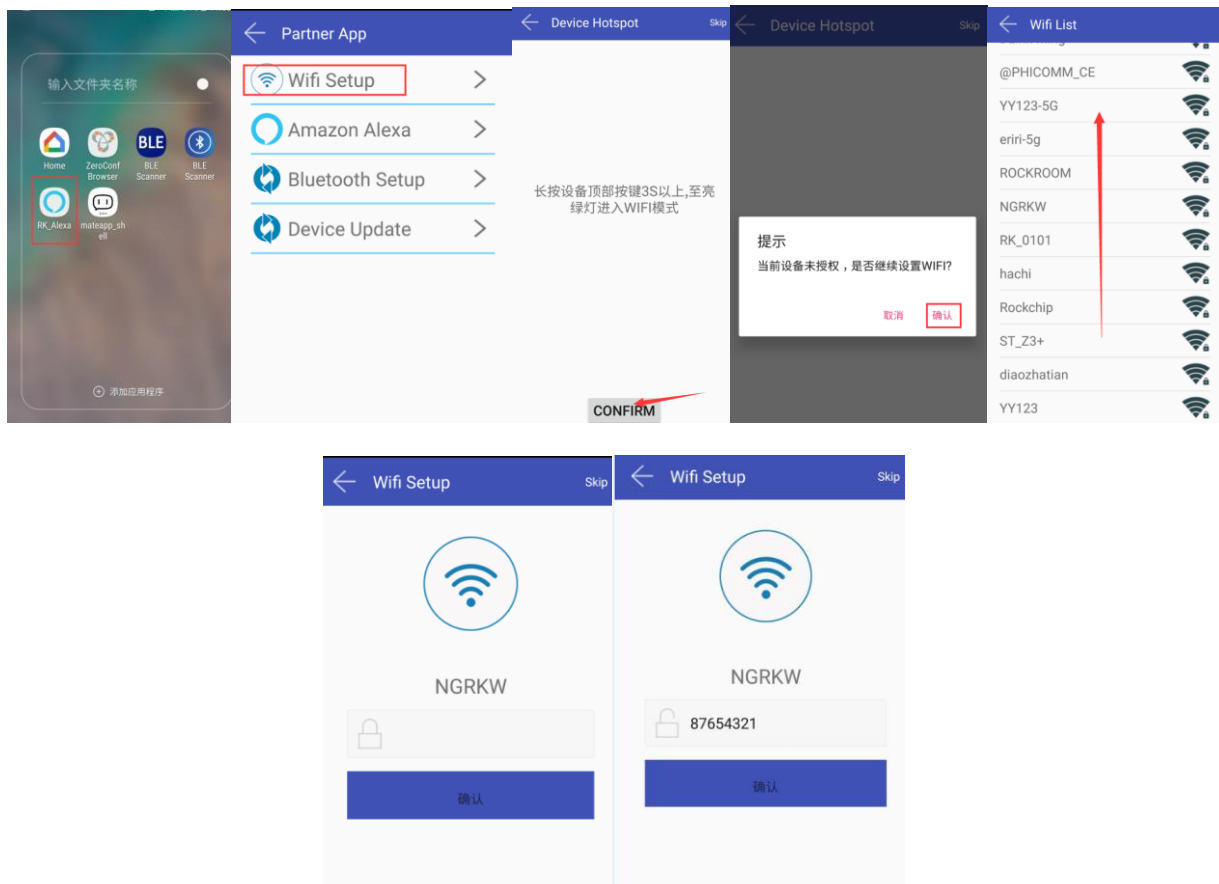 输入文件夹名称
Home
ZeroConf
Browser
BLE
BLE
Scanner
BLE
Scanner
RK_Alexa
mateapp_sh
ell
添加应用程序
Partner App
Wifi Setup
Amazon Alexa
Bluetooth Setup
Device Update
Device Hotspot
Skip
长按设备顶部按键3S以上,至亮
绿灯进入WIFI模式
CONFIRM
Device Hotspot
Skip
提示
当前设备未授权，是否继续设置WIFI?
取消
确认
Wifi List
@PHICOMM_CE
YY123-5G
eriri-5g
ROCKROOM
NGRKW
RK_0101
hachi
Rockchip
ST_Z3+
diaozhatian
YY123
Wifi Setup
Skip
NGRKW
确认
Wifi Setup
Skip
NGRKW
87654321
确认